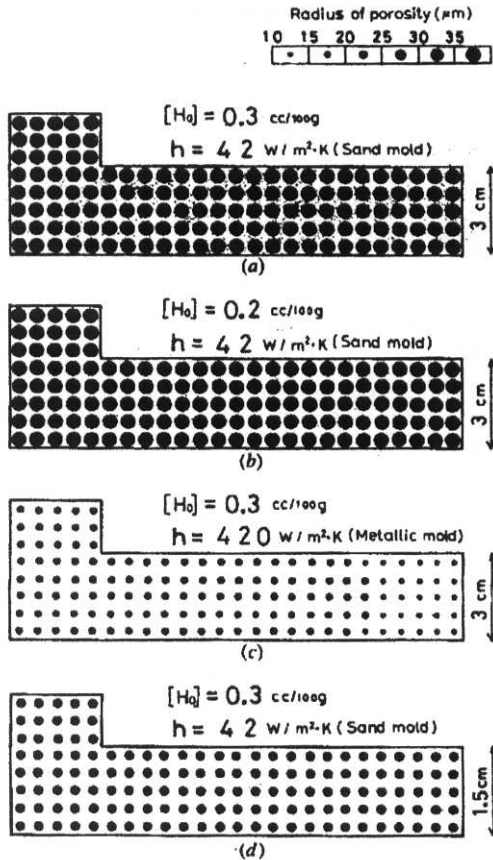 Radius of porosity (μm)
10 15 20 25 30 35
[H₀] = 0.3 cc/100g
h = 42 W/m²·K (Sand mold)
3 cm
(a)
[H₀] = 0.2 cc/100g
h = 42 W/m²·K (Sand mold)
3 cm
(b)
[H₀] = 0.3 cc/100g
h = 420 W/m²·K (Metallic mold)
3 cm
(c)
[H₀] = 0.3 cc/100g
h = 42 W/m²·K (Sand mold)
1.5cm
(d)